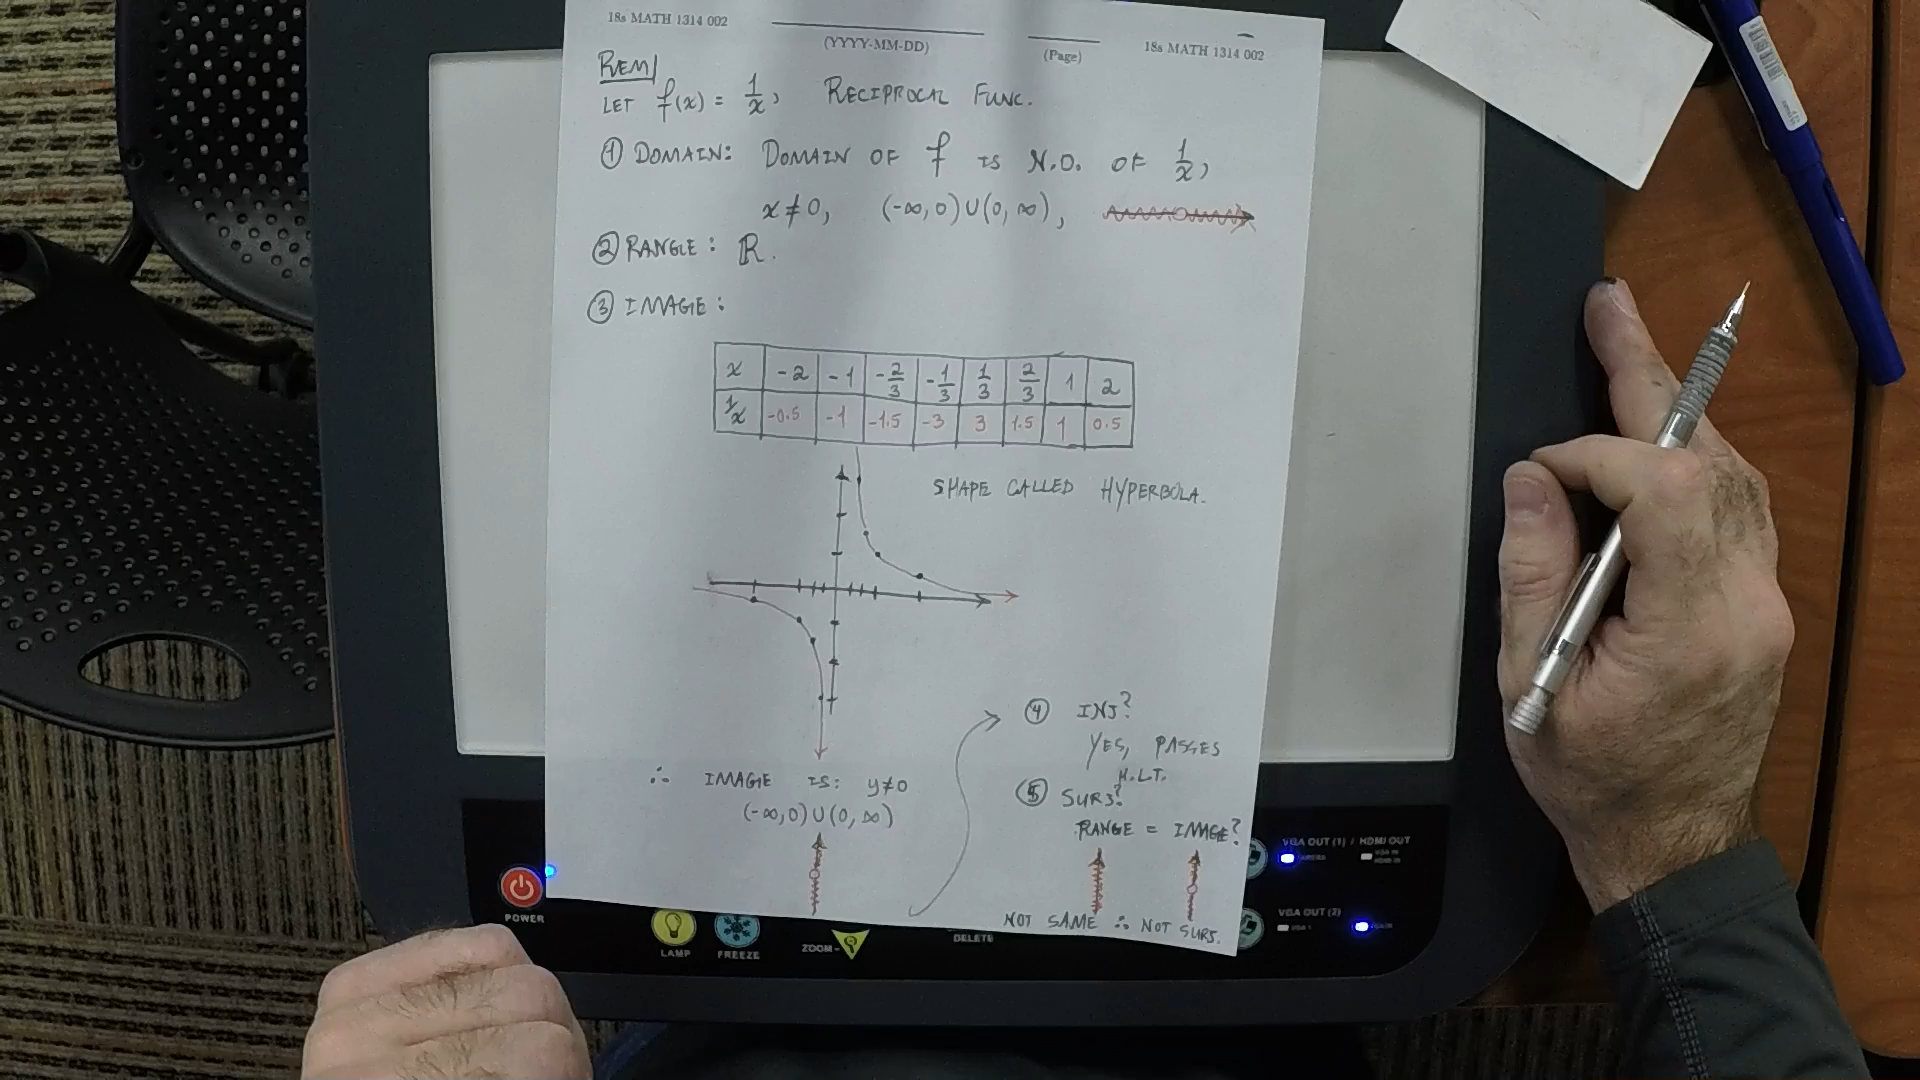 18s MATH 1314 002
(YYYY-MM-DD)
(Page)
18s MATH 1314 002
REM
LET f(x) = 1/x, RECIPROCAL FUNC.
① DOMAIN: DOMAIN OF f IS N.D. OF 1/x,
x≠0, (-∞,0)∪(0,∞),
② RANGE: ℝ.
③ IMAGE:
x -2 -1 -2/3 -1/3 1/3 2/3 1 2
1/x -0.5 -1 -1.5 -3 3 1.5 1 0.5
SHAPE CALLED HYPERBOLA.
∴ IMAGE IS: y≠0
(-∞,0)∪(0,∞)
④ INJ?
YES, PASSES
H.L.T.
⑤ SURJ?
RANGE = IMAGE?
NOT SAME ∴ NOT SURJ.
POWER
LAMP
FREEZE
ZOOM-
DELETE
VGA OUT (1) / HDMI OUT
VGA OUT (2)